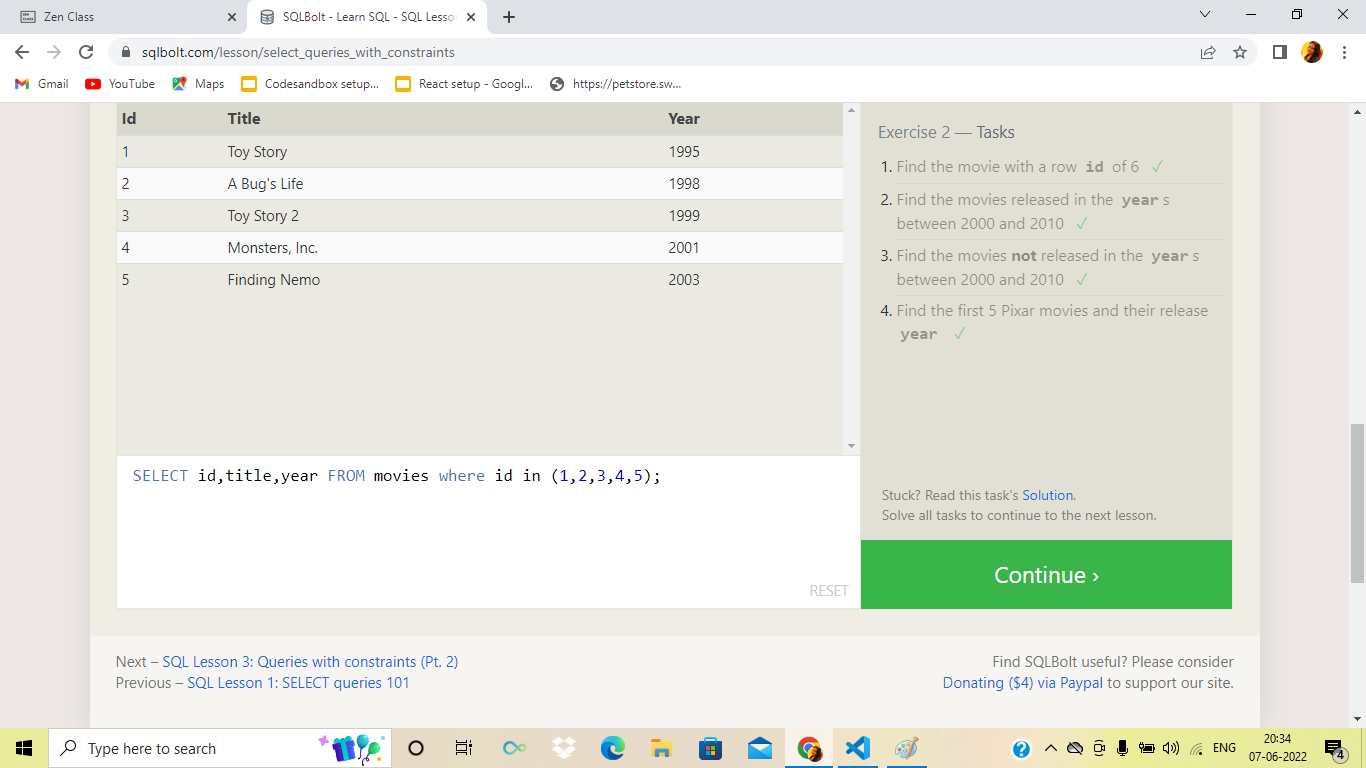 Zen Class
SQLBolt - Learn SQL - SQL Lesso
sqlbolt.com/lesson/select_queries_with_constraints
Gmail YouTube Maps Codesandbox setup... React setup - Googl... https://petstore.sw...
Id Title Year
1 Toy Story 1995
2 A Bug's Life 1998
3 Toy Story 2 1999
4 Monsters, Inc. 2001
5 Finding Nemo 2003
SELECT id,title,year FROM movies where id in (1,2,3,4,5);
RESET
Exercise 2 — Tasks
1. Find the movie with a row id of 6 ✓
2. Find the movies released in the year s
between 2000 and 2010 ✓
3. Find the movies not released in the year s
between 2000 and 2010 ✓
4. Find the first 5 Pixar movies and their release
year ✓
Stuck? Read this task's Solution.
Solve all tasks to continue to the next lesson.
Continue ›
Next – SQL Lesson 3: Queries with constraints (Pt. 2)
Previous – SQL Lesson 1: SELECT queries 101
Find SQLBolt useful? Please consider
Donating ($4) via Paypal to support our site.
Type here to search
ENG
20:34
07-06-2022
4